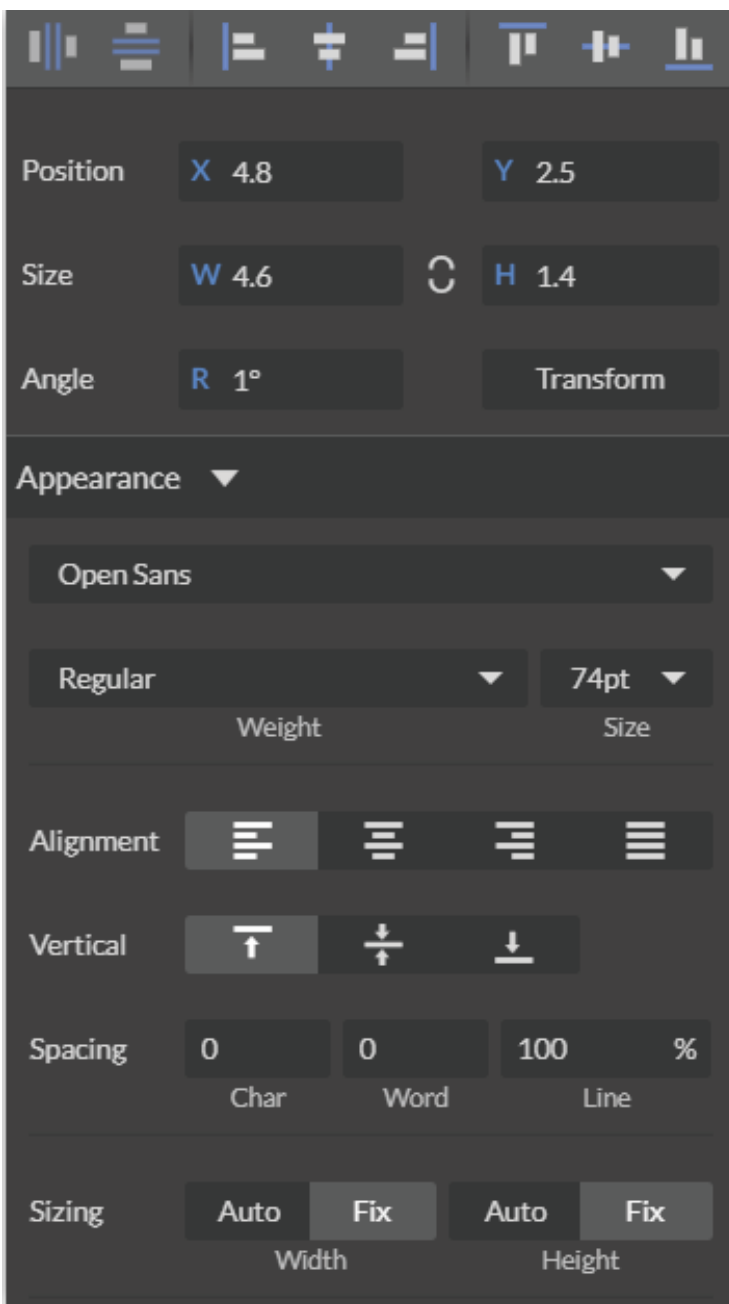 Position X 4.8 Y 2.5
Size W 4.6 H 1.4
Angle R 1° Transform
Appearance
Open Sans
Regular 74pt
Weight Size
Alignment
Vertical
Spacing 0 0 100 %
Char Word Line
Sizing Auto Fix Auto Fix
Width Height